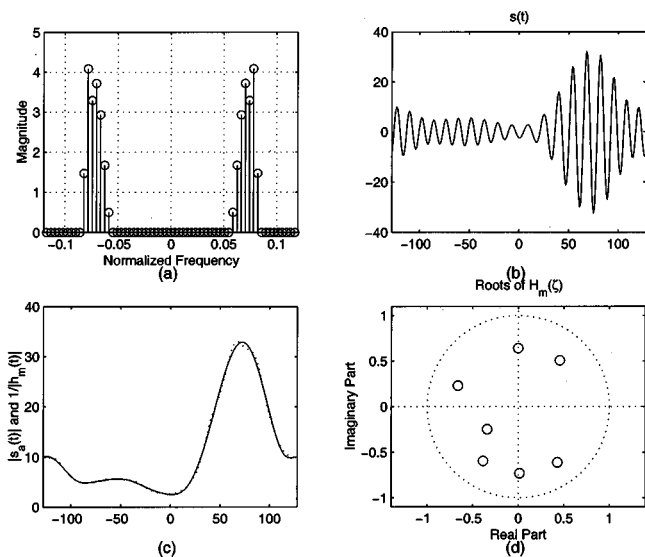 s(t)
5
4
3
2
1
0
Magnitude
-0.1 -0.05 0 0.05 0.1
Normalized Frequency
(a)
40
20
0
-20
-40
-100 -50 0 50 100
(b)
Roots of H_m(ζ)
40
30
20
10
0
|s_a(t)| and 1/|h_m(t)|
-100 -50 0 50 100
(c)
1
0.5
0
-0.5
-1
Imaginary Part
-1 -0.5 0 0.5 1
Real Part
(d)